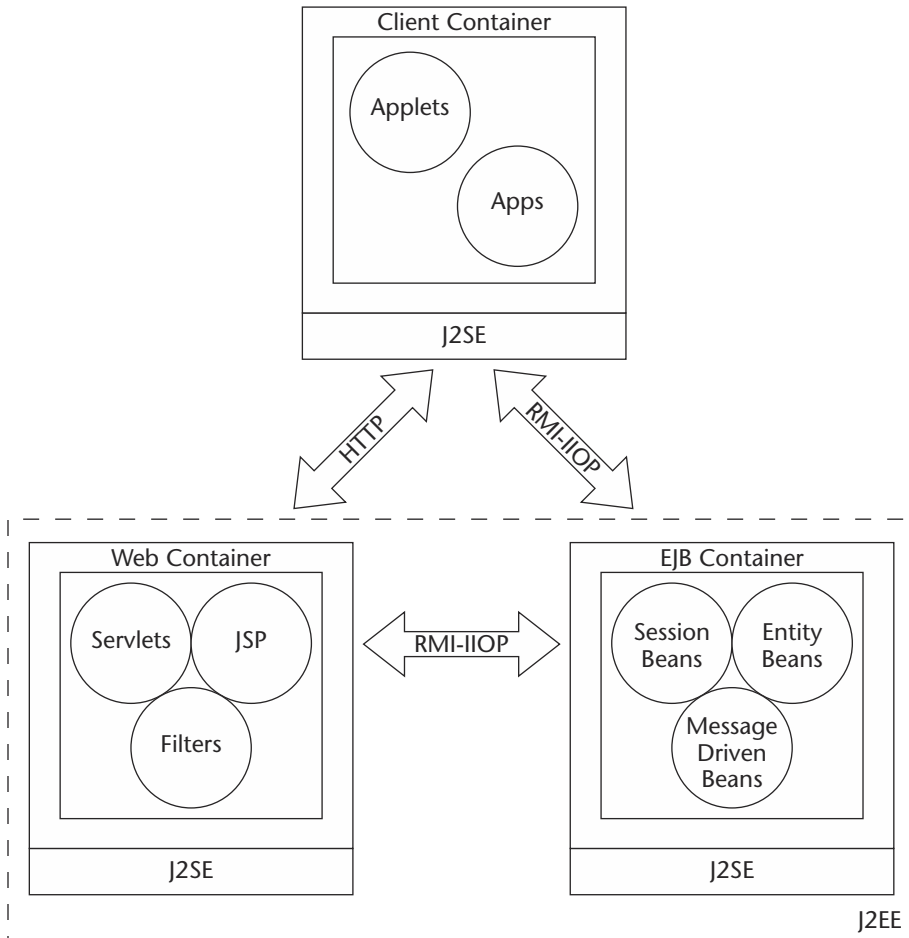 Client Container
Applets
Apps
J2SE
HTTP
RMI-IIOP
Web Container
Servlets
JSP
Filters
J2SE
RMI-IIOP
EJB Container
Session
Beans
Entity
Beans
Message
Driven
Beans
J2SE
J2EE